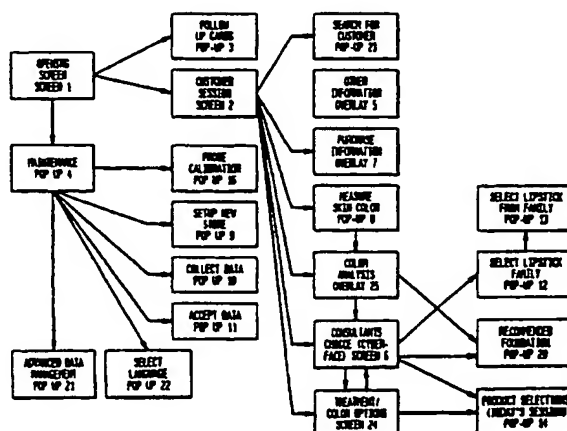 FOLLOW
UP CARDS
POP-UP 3
SEARCH FOR
CUSTOMER
POP-UP 23
OPENING
SCREEN
SCREEN 1
CUSTOMER
SESSION
SCREEN 2
OTHER
INFORMATION
OVERLAY 5
MAINTENANCE
POP UP 4
PROBE
CALIBRATION
POP UP 16
PURCHASE
INFORMATION
OVERLAY 7
SETUP NEW
STORE
POP UP 9
MEASURE
SKIN COLOR
POP-UP 8
SELECT LIPSTICK
FROM FAMILY
POP-UP 13
COLLECT DATA
POP UP 10
COLOR
ANALYSIS
OVERLAY 25
SELECT LIPSTICK
FAMILY
POP-UP 12
ACCEPT DATA
POP UP 11
CONSULTANTS
CHOICE (CYBER-
FACE) SCREEN 6
RECOMMENDED
FOUNDATION
POP-UP 20
ADVANCED DATA
MANAGEMENT
POP UP 21
SELECT
LANGUAGE
POP UP 22
TREATMENT/
COLOR OPTIONS
SCREEN 24
PRODUCT SELECTIONS
(TODAY'S SESSION)
POP-UP 14